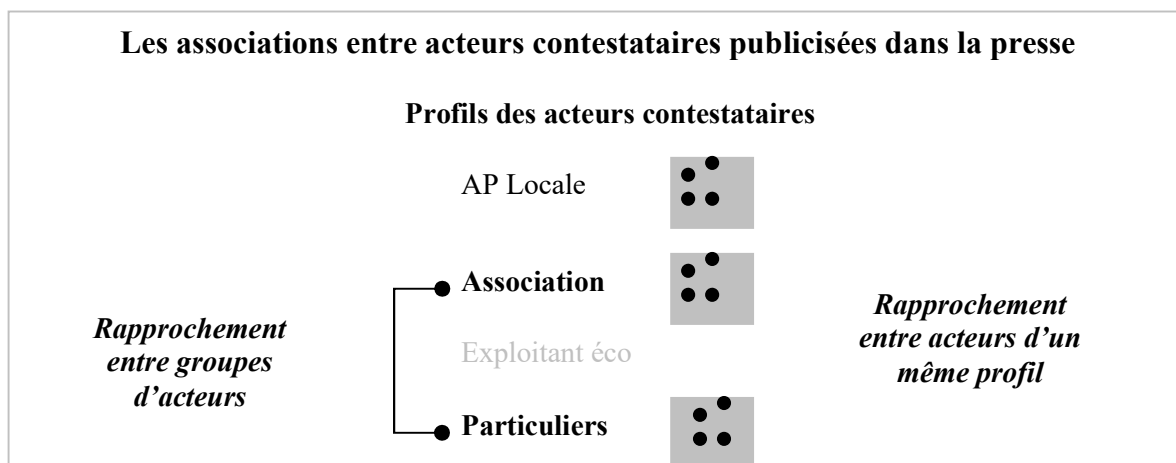 Les associations entre acteurs contestataires publicisées dans la presse
Profils des acteurs contestataires
AP Locale
Association
Exploitant éco
Particuliers
Rapprochement
entre groupes
d’acteurs
Rapprochement
entre acteurs d’un
même profil